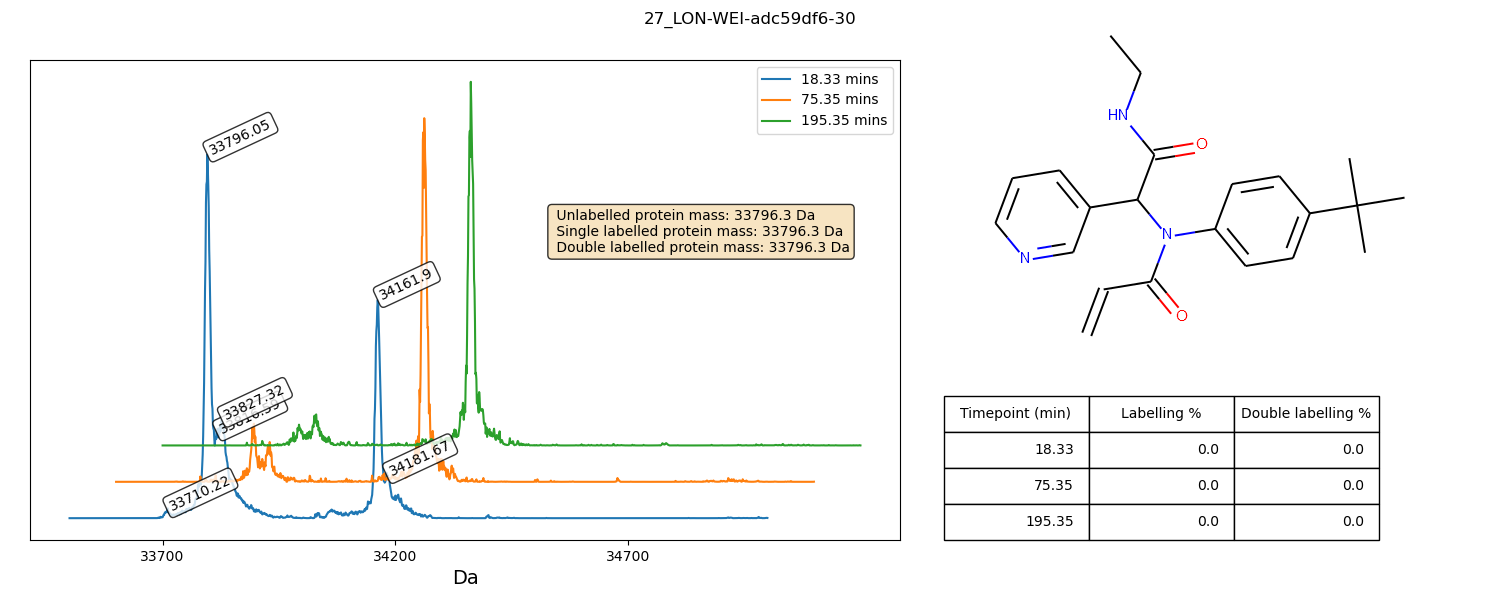 27_LON-WEI-adc59df6-30
18.33 mins
75.35 mins
195.35 mins
33796.05
Unlabelled protein mass: 33796.3 Da
Single labelled protein mass: 33796.3 Da
Double labelled protein mass: 33796.3 Da
34161.9
33827.32
34181.67
33710.22
33700
34200
34700
Da
HN
O
N
N
O
Timepoint (min) Labelling % Double labelling %
18.33 0.0 0.0
75.35 0.0 0.0
195.35 0.0 0.0